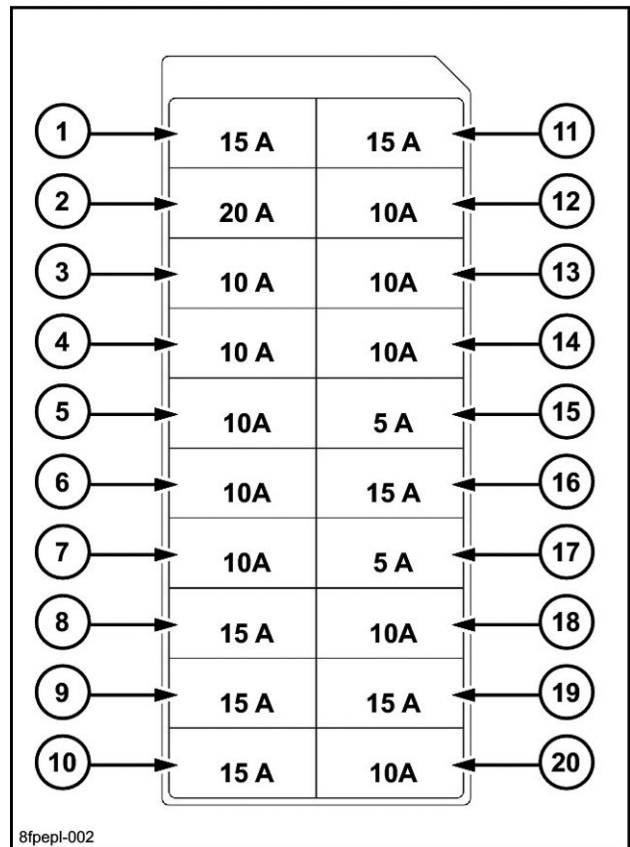 1 15 A 15 A 11
2 20 A 10A 12
3 10 A 10A 13
4 10 A 10A 14
5 10A 5 A 15
6 10A 15 A 16
7 10A 5 A 17
8 15 A 10A 18
9 15 A 15 A 19
10 15 A 10A 20
8fpepl-002